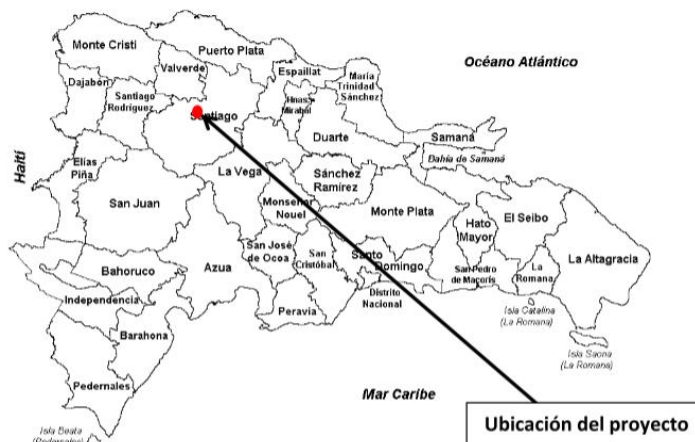 Océano Atlántico
Monte Cristi
Puerto Plata
Valverde
Espaillat
María
Trinidad
Sánchez
Dajabón
Santiago
Rodríguez
Santiago
Hnas
Mirabal
Duarte
Samaná
Bahía de Samaná
Haití
Elías
Piña
La Vega
Sánchez
Ramírez
San Juan
Monseñor
Nouel
Monte Plata
Hato
Mayor
El Seibo
La Altagracia
San José
de Ocoa
San
Cristóbal
Santo
Domingo
San Pedro
de Macorís
La
Romana
Bahoruco
Azua
Distrito
Nacional
Independencia
Peravia
Isla Catalina
(La Romana)
Barahona
Isla Saona
(La Romana)
Pedernales
Mar Caribe
Isla Beata
(Pedernales)
Ubicación del proyecto